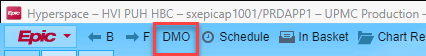 Hyperspace – HVI PUH HBC – sxepicap1001/PRDAPP1 – UPMC Production -
Epic B F DMO Schedule In Basket Chart Re